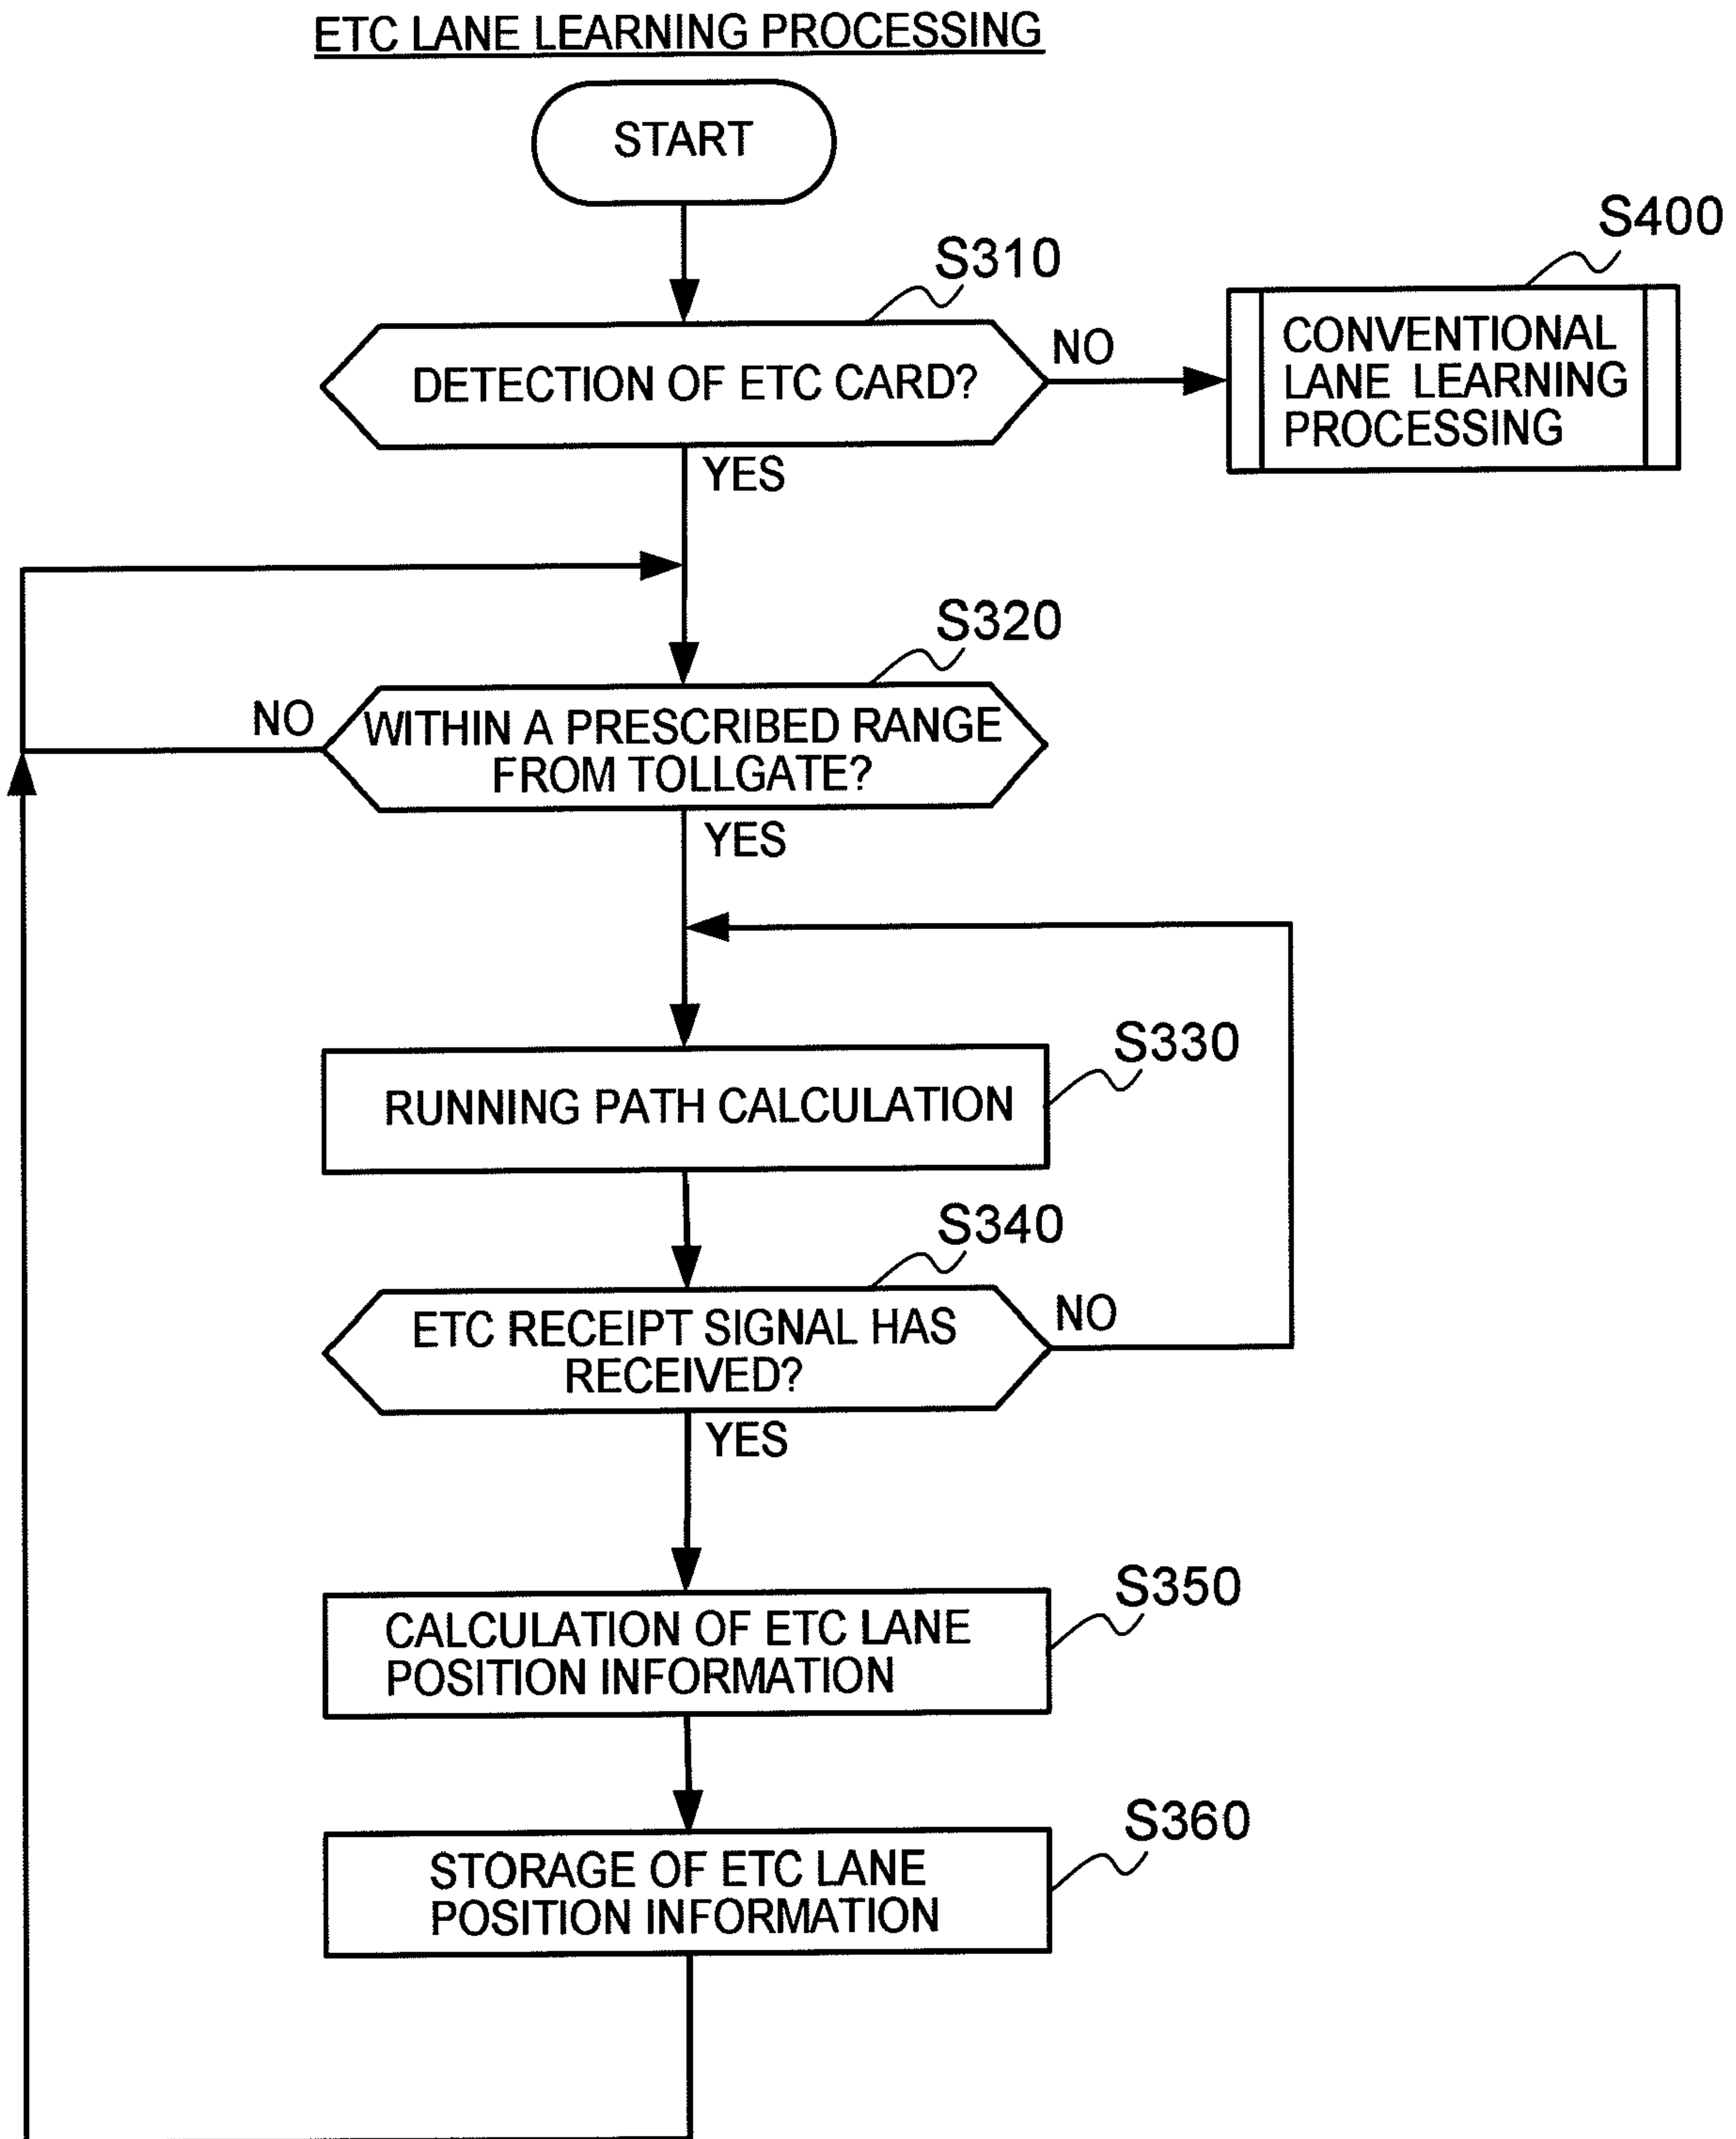 ETC LANE LEARNING PROCESSING
START
S310
S400
DETECTION OF ETC CARD?
NO
CONVENTIONAL
LANE LEARNING
PROCESSING
YES
S320
NO
WITHIN A PRESCRIBED RANGE
FROM TOLLGATE?
YES
S330
RUNNING PATH CALCULATION
S340
ETC RECEIPT SIGNAL HAS
RECEIVED?
NO
YES
S350
CALCULATION OF ETC LANE
POSITION INFORMATION
S360
STORAGE OF ETC LANE
POSITION INFORMATION